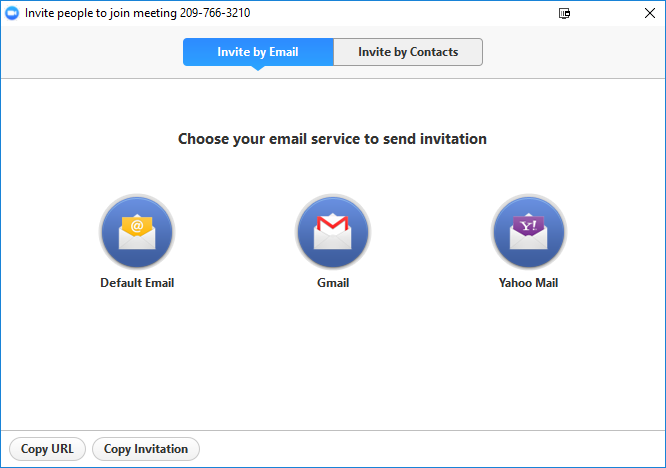 Invite people to join meeting 209-766-3210
Invite by Email Invite by Contacts
Choose your email service to send invitation
@ Y!
Default Email Gmail Yahoo Mail
Copy URL Copy Invitation